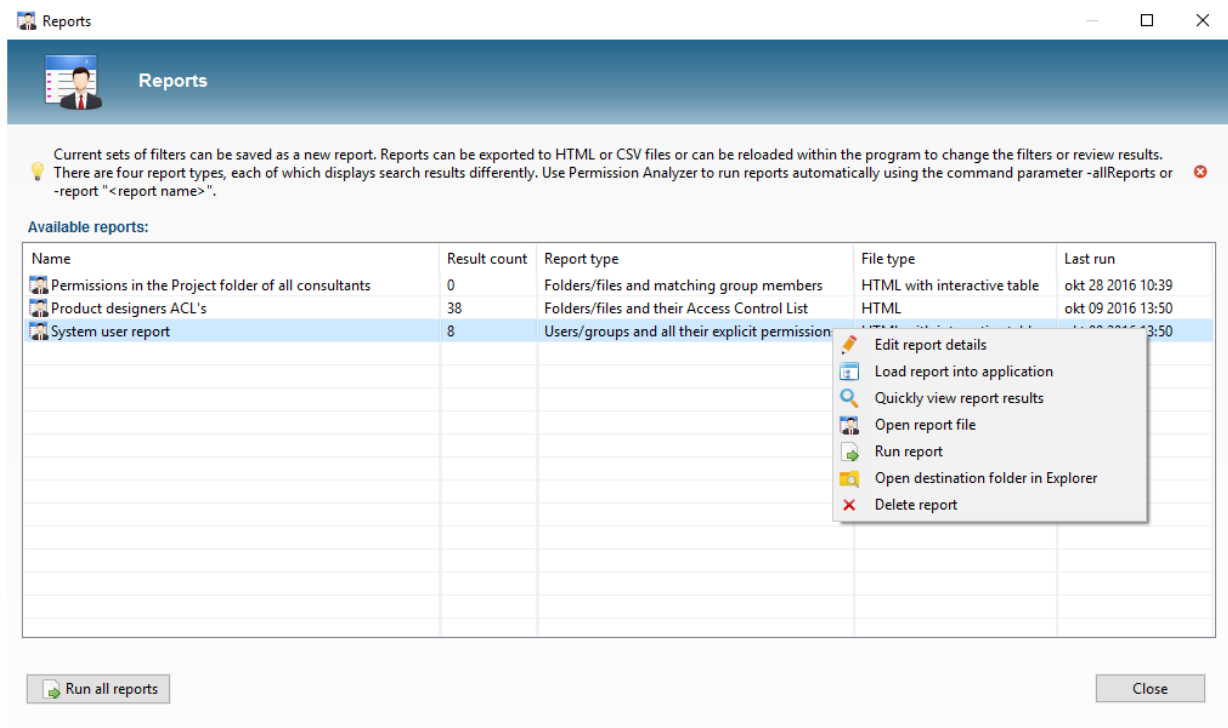 Reports
Reports
Current sets of filters can be saved as a new report. Reports can be exported to HTML or CSV files or can be reloaded within the program to change the filters or review results.
There are four report types, each of which displays search results differently. Use Permission Analyzer to run reports automatically using the command parameter -allReports or
-report "<report name>".
Available reports:
Name Result count Report type File type Last run
Permissions in the Project folder of all consultants 0 Folders/files and matching group members HTML with interactive table okt 28 2016 10:39
Product designers ACL's 38 Folders/files and their Access Control List HTML okt 09 2016 13:50
System user report 8 Users/groups and all their explicit permission HTML with interactive table okt 09 2016 13:50
Edit report details
Load report into application
Quickly view report results
Open report file
Run report
Open destination folder in Explorer
Delete report
Run all reports Close